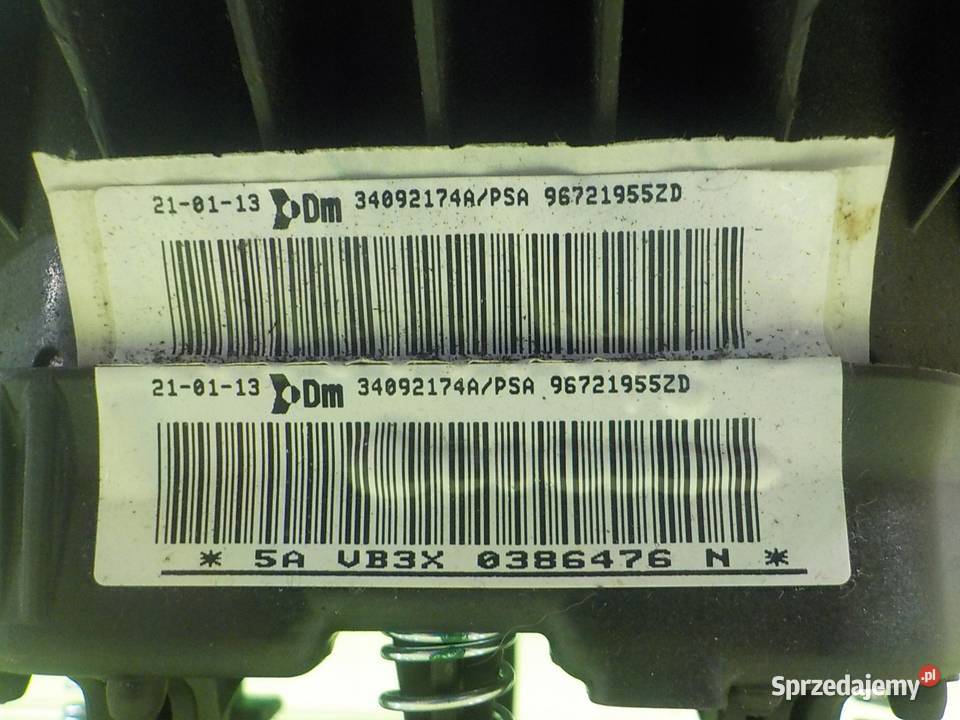 21-01-13 Dm 34092174A/PSA 96721955ZD
21-01-13 Dm 34092174A/PSA 96721955ZD
* 5A VB3X 0386476 N *
Sprzedajemy.pl